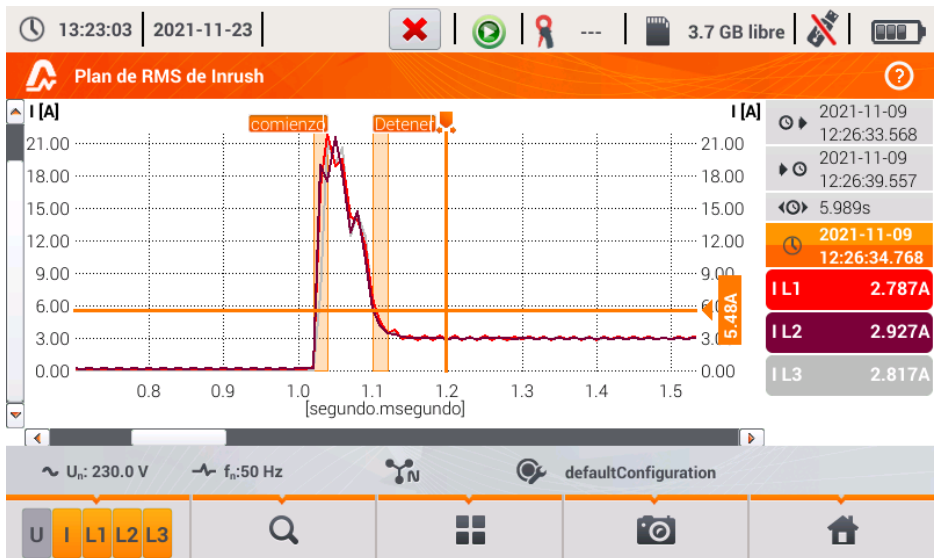 13:23:03 2021-11-23 --- 3.7 GB libre
Plan de RMS de Inrush ?
I [A] I [A]
comienzo Detener
21.00 21.00
18.00 18.00
15.00 15.00
12.00 12.00
9.00 9.00
6.00
3.00
0.00 0.00
5.48A
0.8 0.9 1.0 1.1 1.2 1.3 1.4 1.5
[segundo.msegundo]
2021-11-09
12:26:33.568
2021-11-09
12:26:39.557
5.989s
2021-11-09
12:26:34.768
I L1 2.787A
I L2 2.927A
I L3 2.817A
Un: 230.0 V fn:50 Hz N defaultConfiguration
U I L1 L2 L3